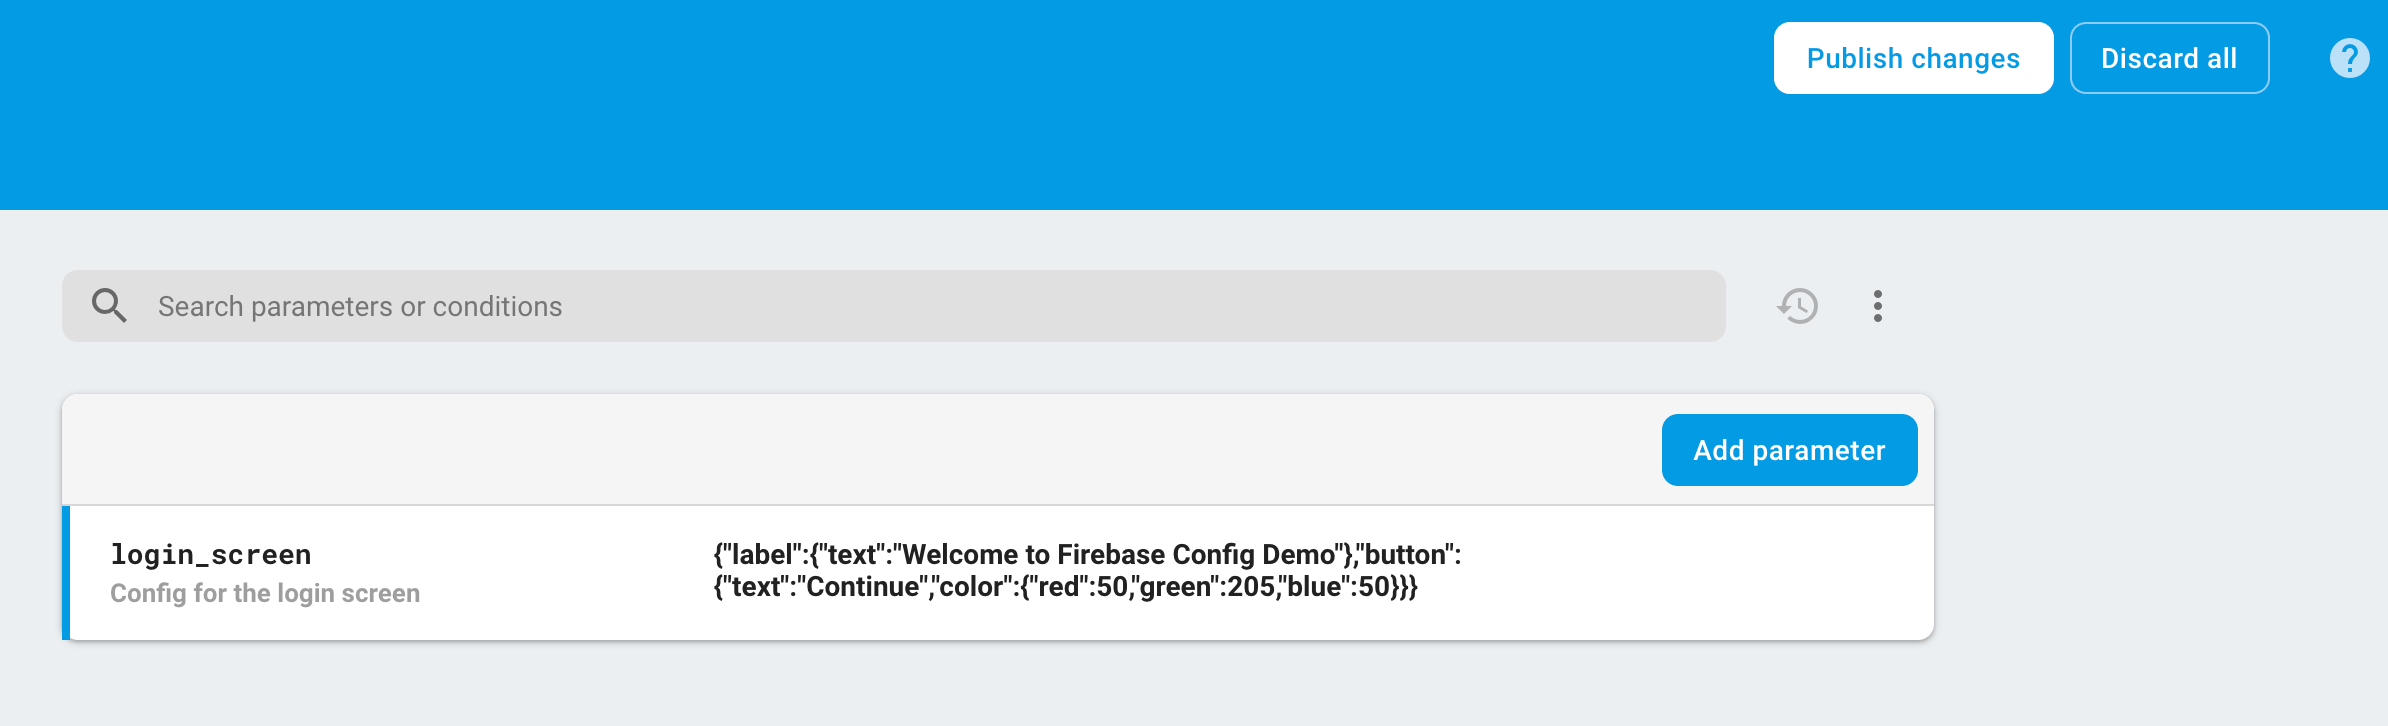 Publish changes
Discard all
?
Search parameters or conditions
Add parameter
login_screen
Config for the login screen
{"label":{"text":"Welcome to Firebase Config Demo"},"button":
{"text":"Continue","color":{"red":50,"green":205,"blue":50}}}